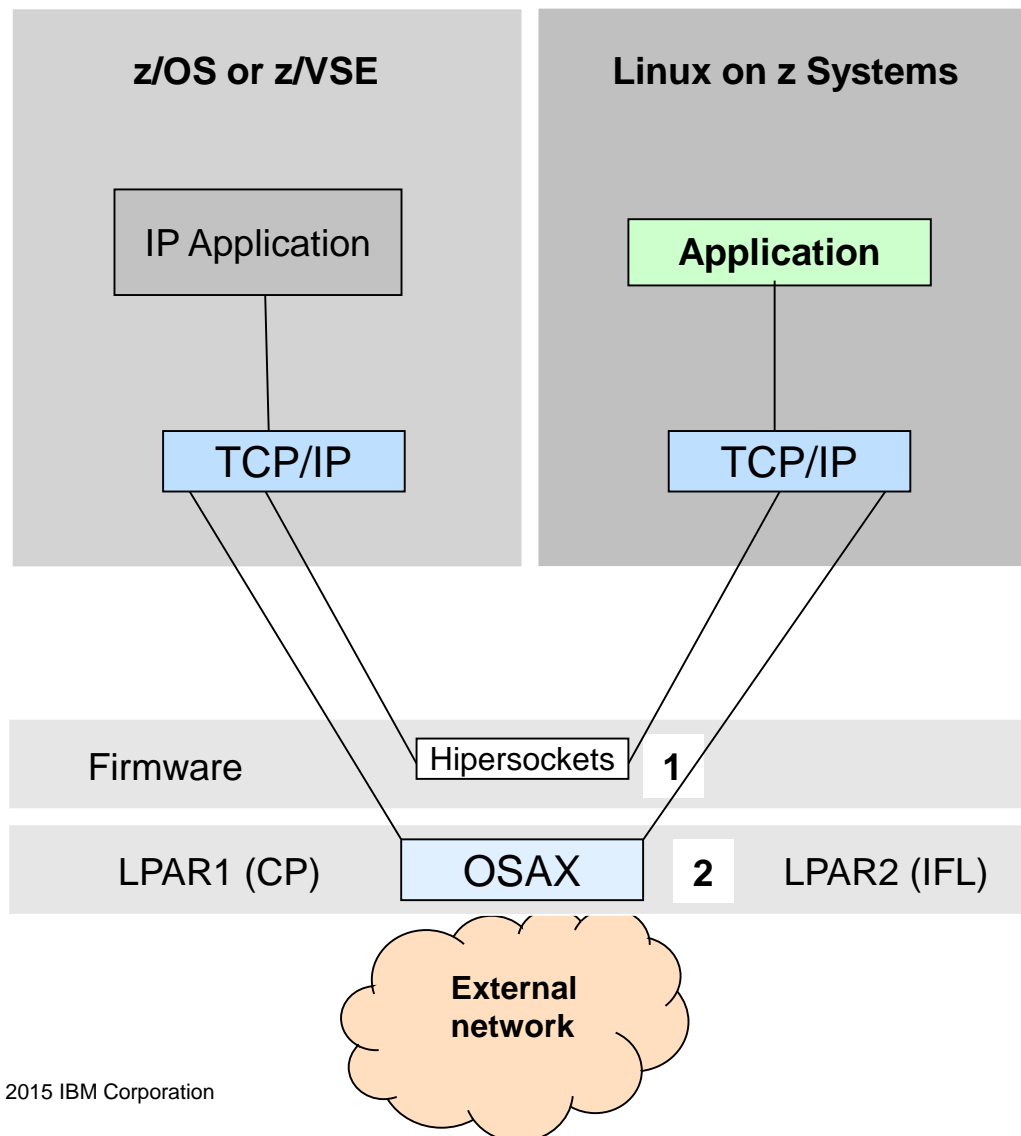 z/OS or z/VSE
Linux on z Systems
IP Application
Application
TCP/IP
TCP/IP
Firmware
Hipersockets
1
LPAR1 (CP)
OSAX
2
LPAR2 (IFL)
External
network
2015 IBM Corporation